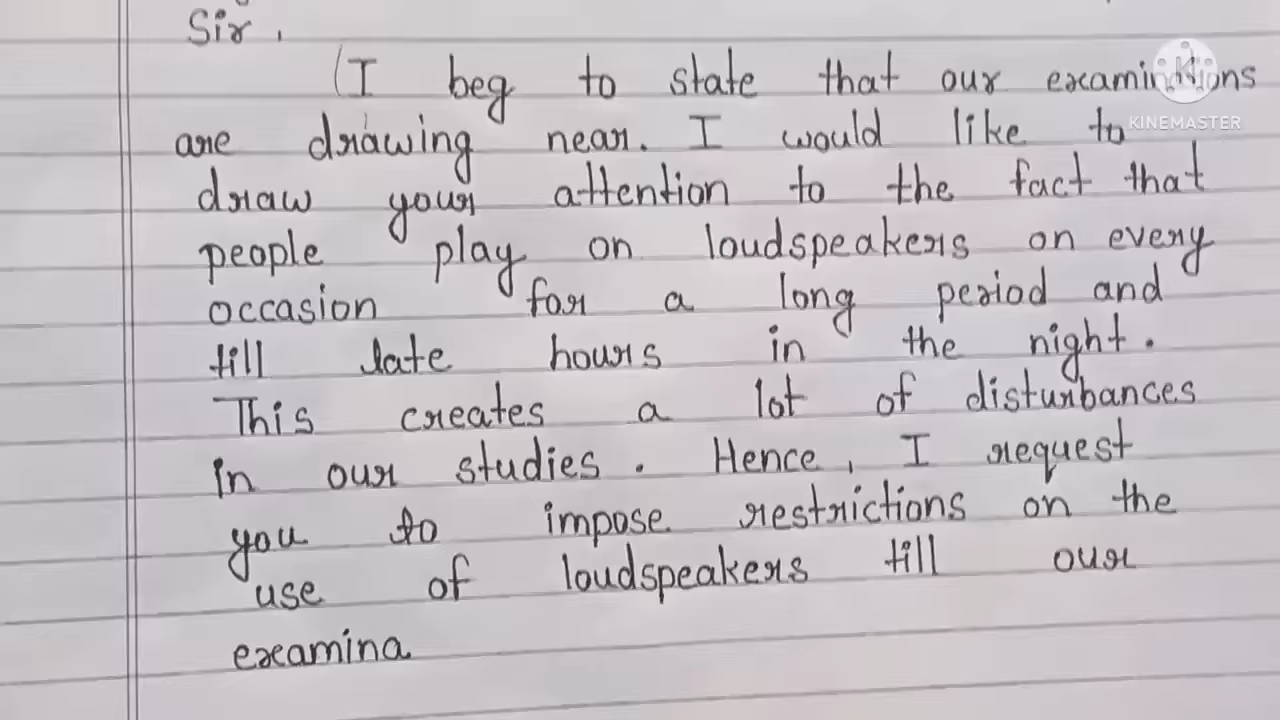 Sir,
(I beg to state that our examinations
are drawing near. I would like to
KINEMASTER
draw your attention to the fact that
people play on loudspeakers on every
occasion for a long period and
till late hours in the night.
This creates a lot of disturbances
in our studies. Hence, I request
you to impose restrictions on the
use of loudspeakers till our
examina